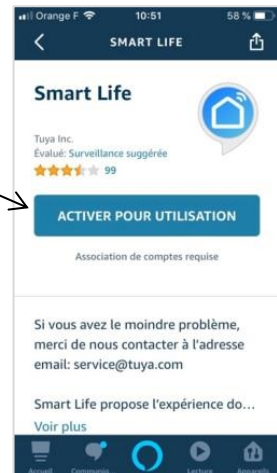 Orange F 10:51 58 %
SMART LIFE
Smart Life
Tuya Inc.
Évalué: Surveillance suggérée
99
ACTIVER POUR UTILISATION
Association de comptes requise
Si vous avez le moindre problème,
merci de nous contacter à l'adresse
email: service@tuya.com
Smart Life propose l'expérience do...
Voir plus
Accueil Communiq... Lecture Appareils